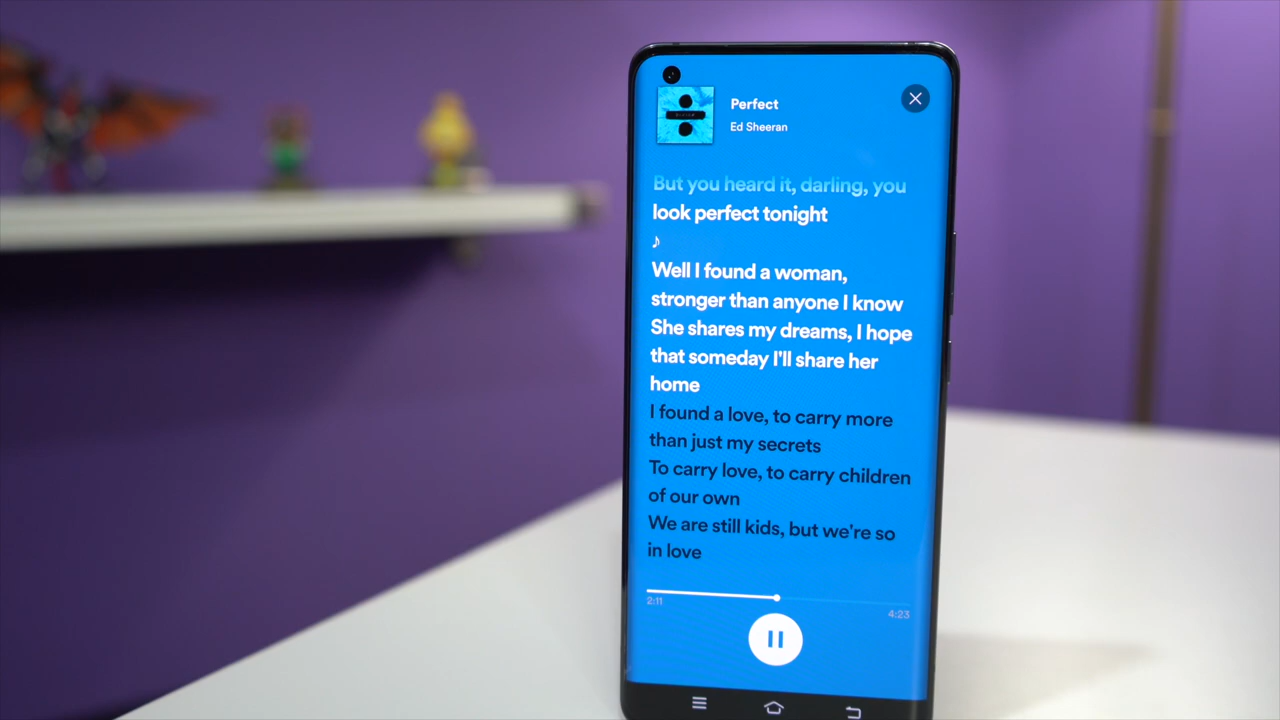 Perfect
Ed Sheeran
But you heard it, darling, you
look perfect tonight
♪
Well I found a woman,
stronger than anyone I know
She shares my dreams, I hope
that someday I'll share her
home
I found a love, to carry more
than just my secrets
To carry love, to carry children
of our own
We are still kids, but we're so
in love
2:11
4:23